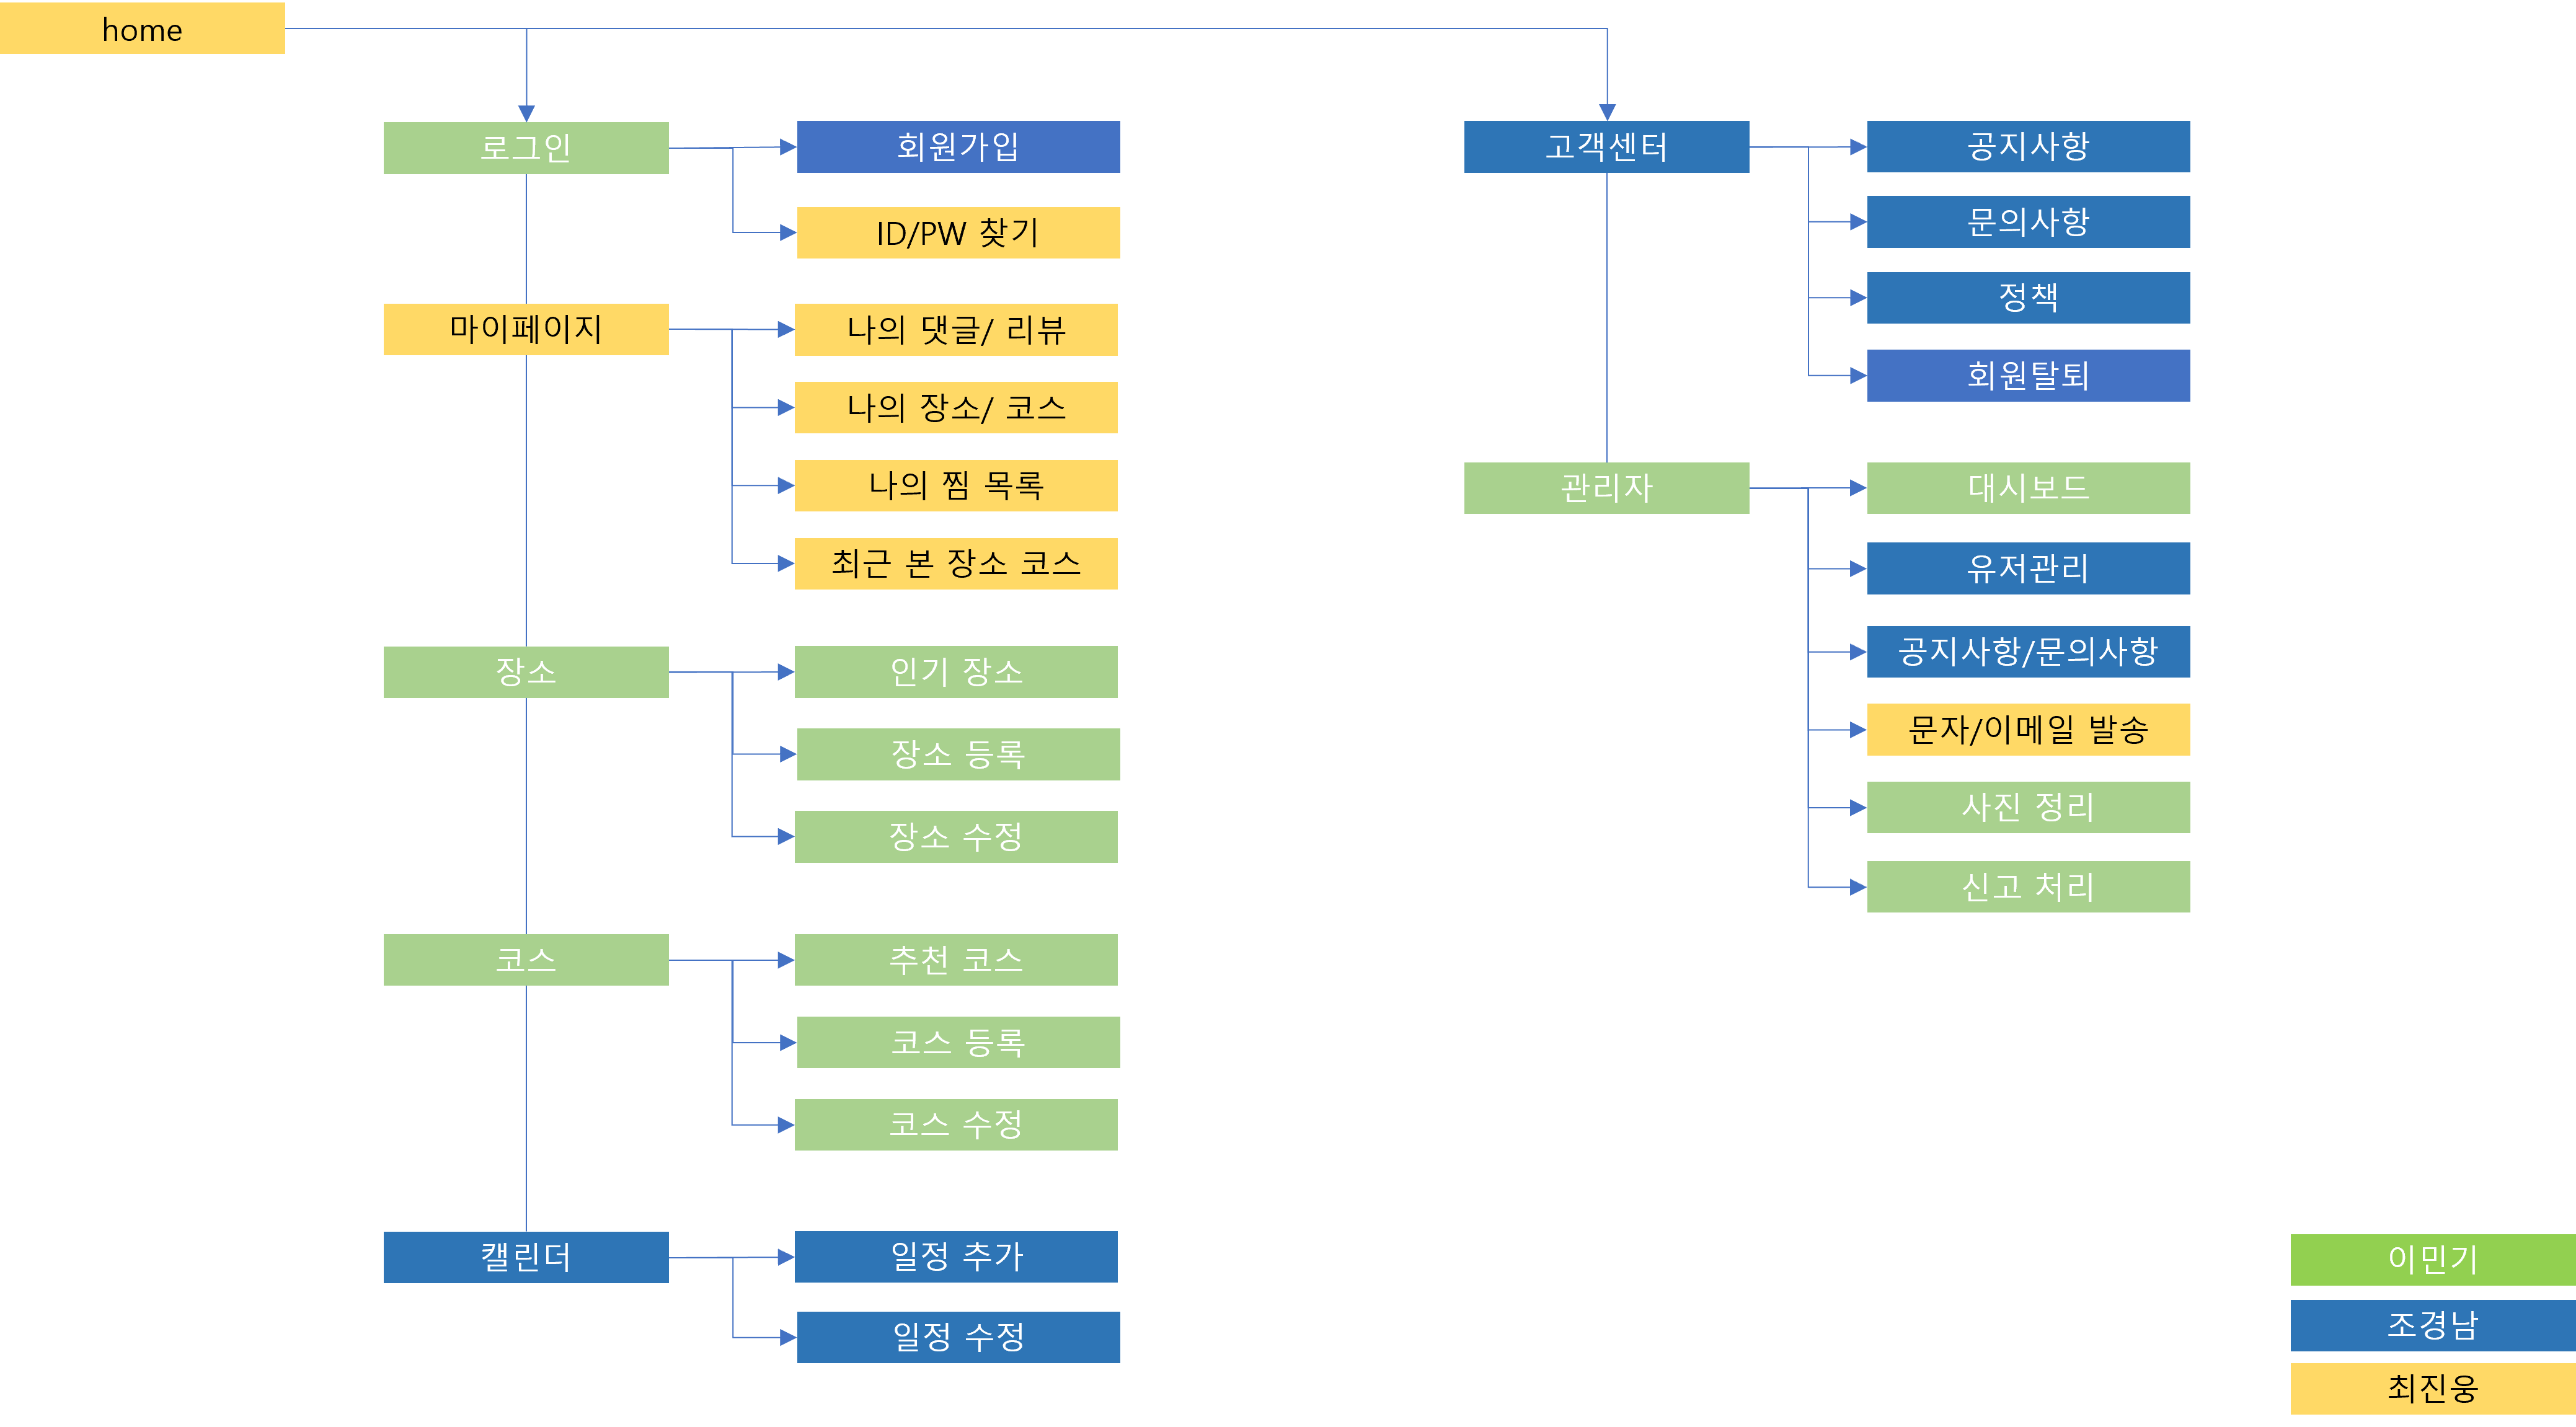 home
로그인
회원가입
ID/PW 찾기
마이페이지
나의 댓글/ 리뷰
나의 장소/ 코스
나의 찜 목록
최근 본 장소 코스
장소
인기 장소
장소 등록
장소 수정
코스
추천 코스
코스 등록
코스 수정
캘린더
일정 추가
일정 수정
고객센터
공지사항
문의사항
정책
회원탈퇴
관리자
대시보드
유저관리
공지사항/문의사항
문자/이메일 발송
사진 정리
신고 처리
이민기
조경남
최진웅